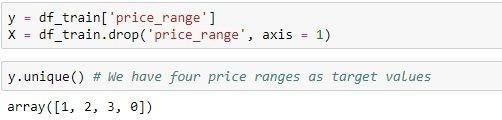 y = df_train['price_range']
X = df_train.drop('price_range', axis = 1)
y.unique() # We have four price ranges as target values
array([1, 2, 3, 0])